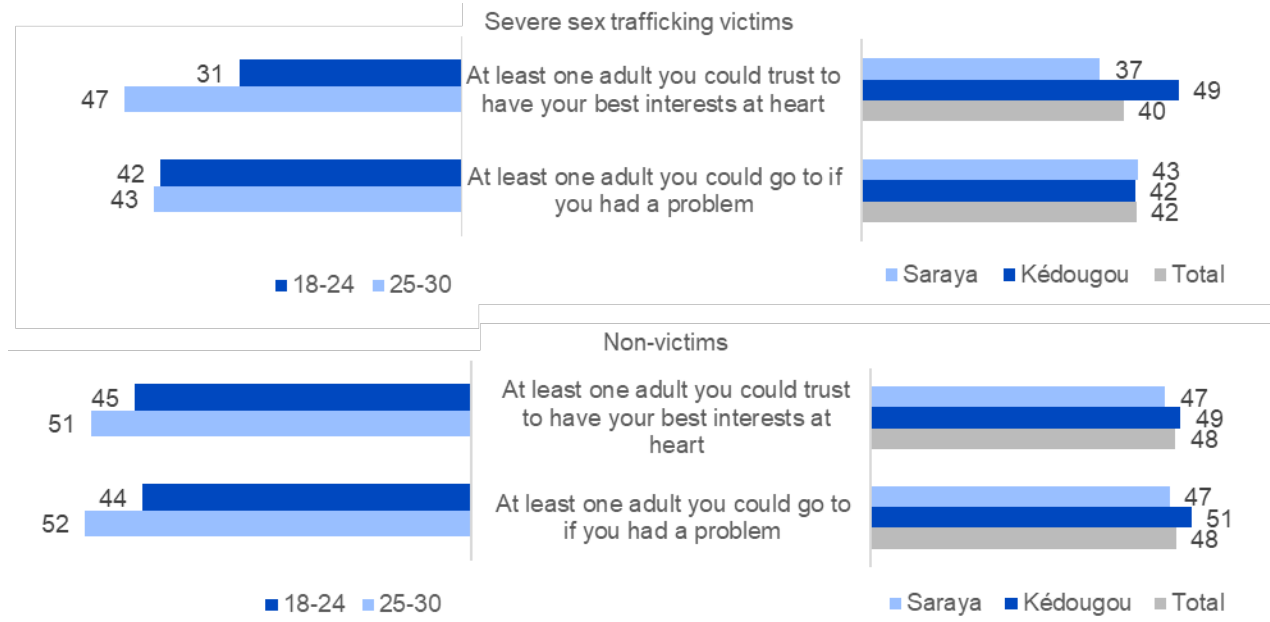 Severe sex trafficking victims
31
47
At least one adult you could trust to
have your best interests at heart
37
49
40
42
43
At least one adult you could go to if
you had a problem
43
42
42
18-24 25-30
Saraya Kédougou Total
Non-victims
45
51
At least one adult you could trust
to have your best interests at
heart
47
49
48
44
52
At least one adult you could go to
if you had a problem
47
51
48
18-24 25-30
Saraya Kédougou Total